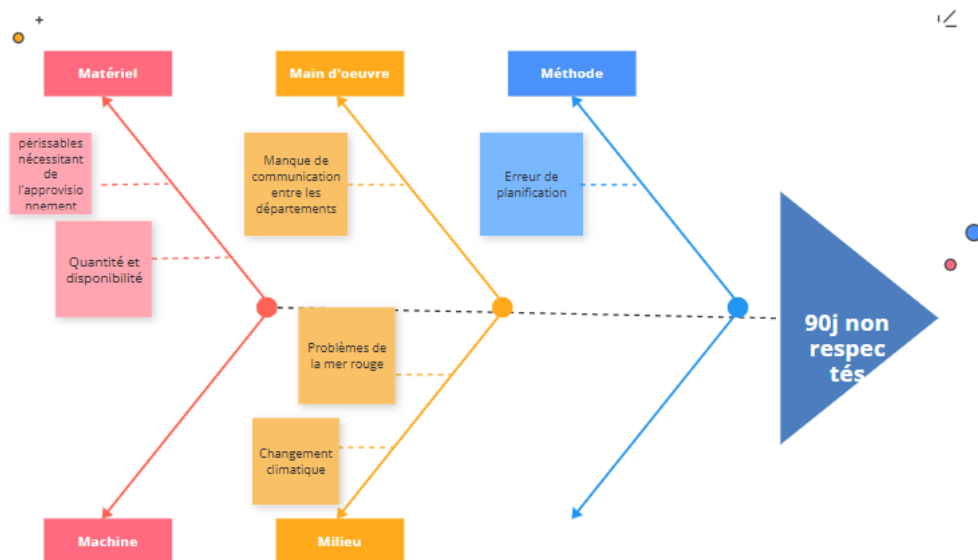 Matériel
Main d'oeuvre
Méthode
périssables
nécessitant
de
l'approvisio
nnement
Manque de
communication
entre les
départements
Erreur de
planification
Quantité et
disponibilité
90j non
respec
tés
Problèmes de
la mer rouge
Changement
climatique
Machine
Milieu